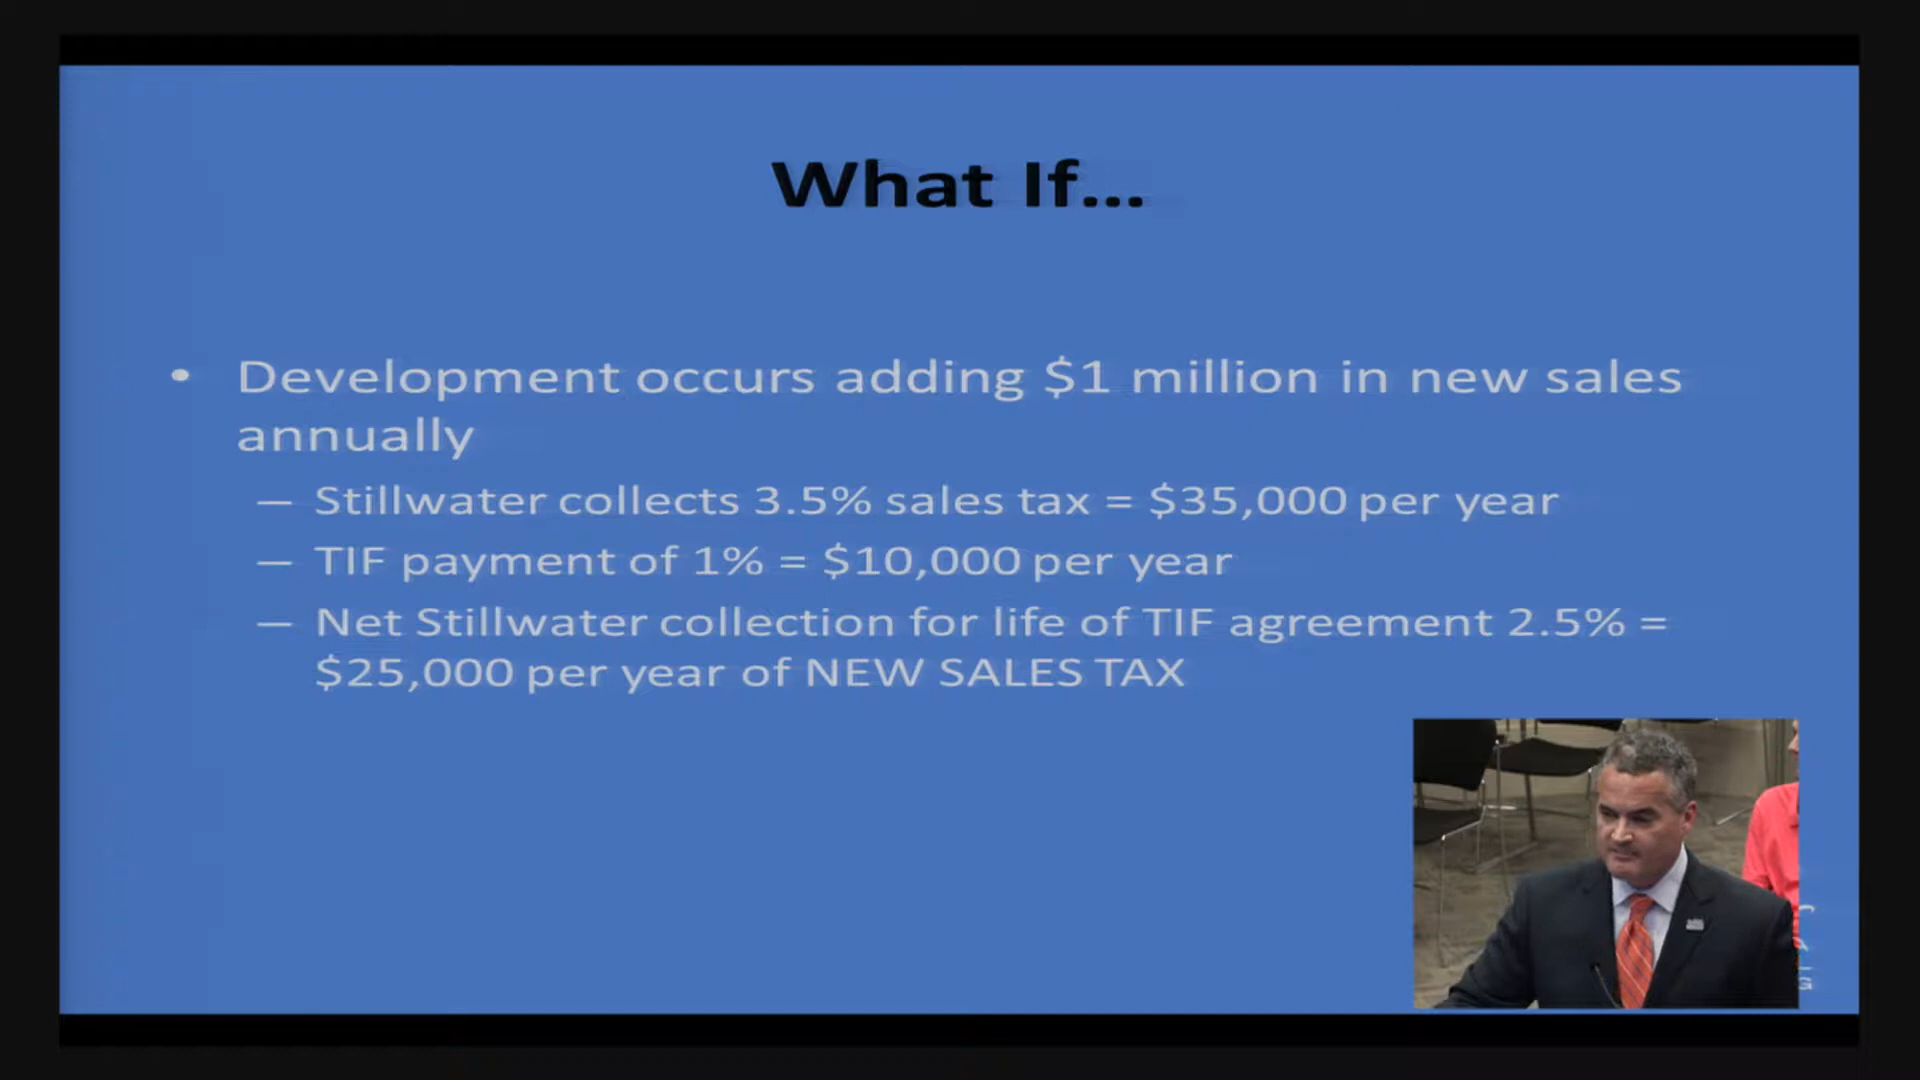 What If...
• Development occurs adding $1 million in new sales
annually
– Stillwater collects 3.5% sales tax = $35,000 per year
– TIF payment of 1% = $10,000 per year
– Net Stillwater collection for life of TIF agreement 2.5% =
$25,000 per year of NEW SALES TAX